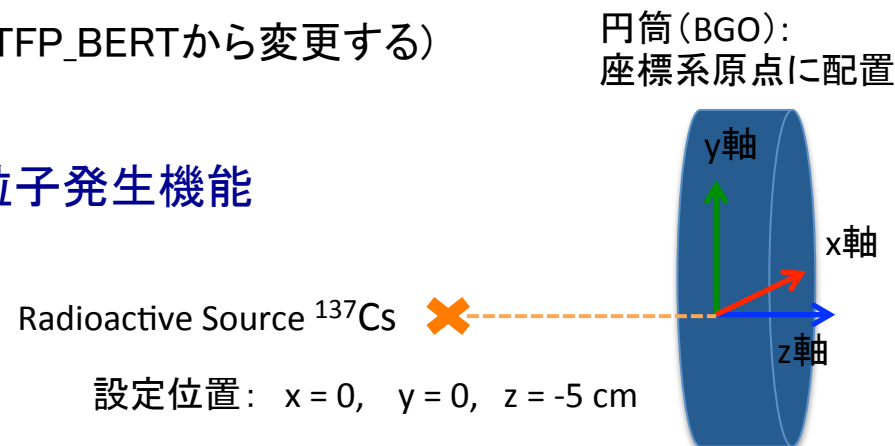 TFP_BERTから変更する)
円筒(BGO):
座標系原点に配置
粒子発生機能
y軸
x軸
z軸
Radioactive Source ¹³⁷Cs
設定位置: x = 0, y = 0, z = -5 cm